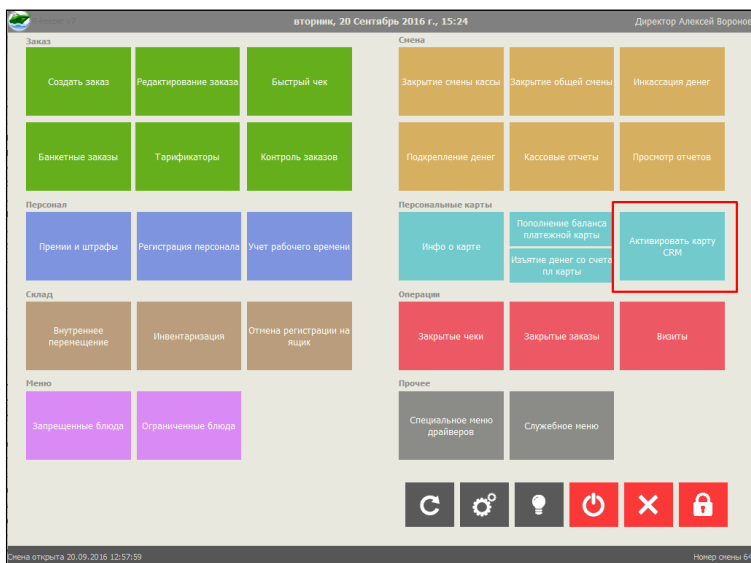 вторник, 20 Сентябрь 2016 г., 15:24
Директор Алексей Воронов
Заказ
Создать заказ
Редактирование заказа
Быстрый чек
Банкетные заказы
Тарификаторы
Контроль заказов
Смена
Закрытие смены кассы
Закрытие общей смены
Инкассация денег
Подкрепление денег
Кассовые отчеты
Просмотр отчетов
Персонал
Премии и штрафы
Регистрация персонала
Учет рабочего времени
Персональные карты
Инфо о карте
Пополнение баланса
платежной карты
Изъятие денег со счета
пл карты
Активировать карту
CRM
Склад
Внутреннее
перемещение
Инвентаризация
Отмена регистрации на
ящик
Операции
Закрытые чеки
Закрытые заказы
Визиты
Меню
Запрещенные блюда
Ограниченные блюда
Прочее
Специальное меню
драйверов
Служебное меню
Смена открыта 20.09.2016 12:57:59
Номер смены 64